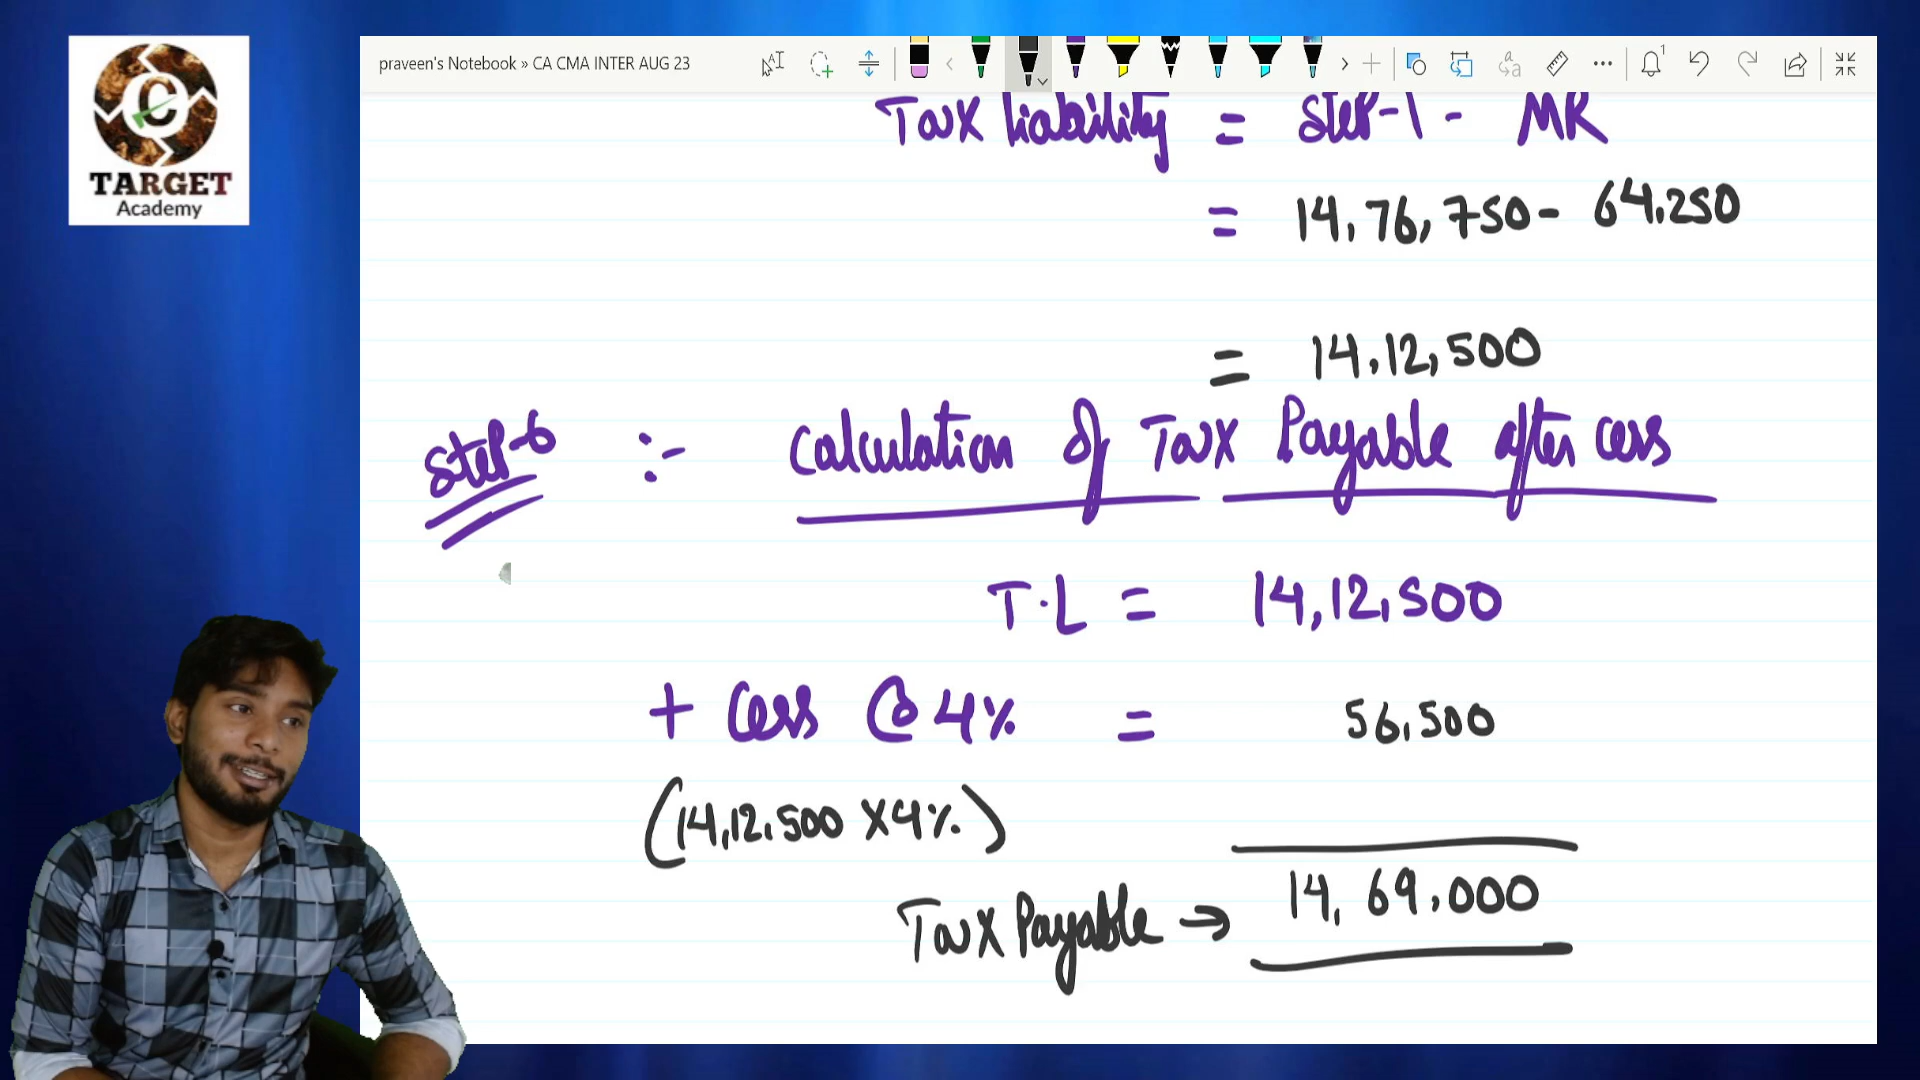 TARGET
Academy
praveen's Notebook » CA CMA INTER AUG 23
Tax liability = Step-1 - MR
= 14,76,750 - 64,250
= 14,12,500
Step-6 :- Calculation of Tax Payable after cess
T.L = 14,12,500
+ Cess @ 4% = 56,500
(14,12,500 X 4%)
Tax Payable → 14,69,000